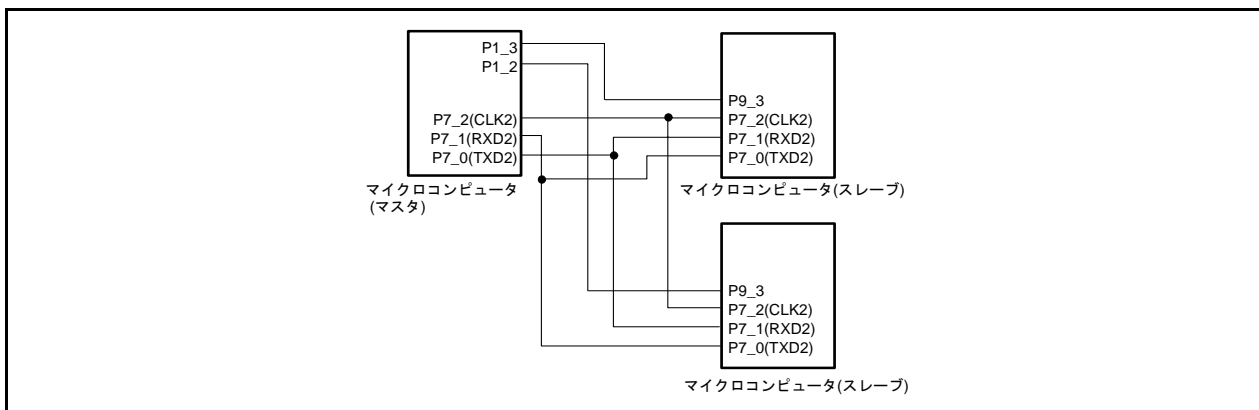 P1_3
P1_2
P7_2(CLK2)
P7_1(RXD2)
P7_0(TXD2)
マイクロコンピュータ
(マスタ)
P9_3
P7_2(CLK2)
P7_1(RXD2)
P7_0(TXD2)
マイクロコンピュータ(スレーブ)
P9_3
P7_2(CLK2)
P7_1(RXD2)
P7_0(TXD2)
マイクロコンピュータ(スレーブ)